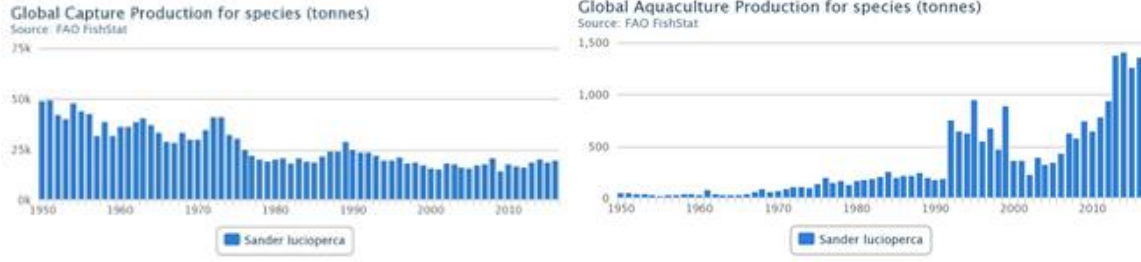 Global Capture Production for species (tonnes)
Source: FAO FishStat
75k
50k
25k
0k
1950 1960 1970 1980 1990 2000 2010
Sander lucioperca
Global Aquaculture Production for species (tonnes)
Source: FAO FishStat
1,500
1,000
500
0
1950 1960 1970 1980 1990 2000 2010
Sander lucioperca